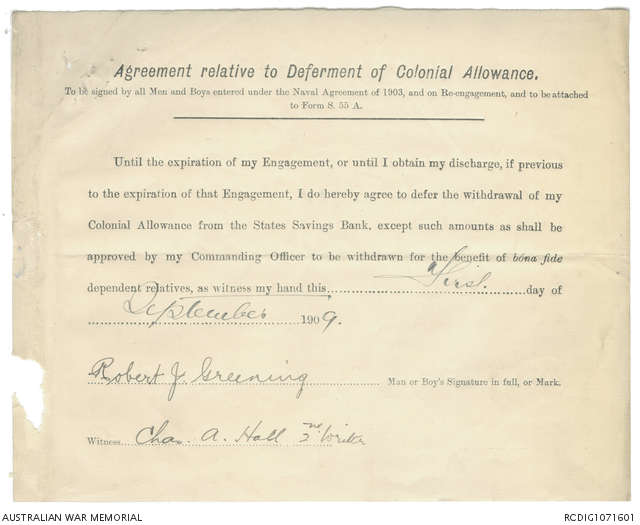 Agreement relative to Deferment of Colonial Allowance.
To be signed by all Men and Boys entered under the Naval Agreement of 1903, and on Re-engagement, and to be attached
to Form S. 55 A.
Until the expiration of my Engagement, or until I obtain my discharge, if previous
to the expiration of that Engagement, I do hereby agree to defer the withdrawal of my
Colonial Allowance from the States Savings Bank, except such amounts as shall be
approved by my Commanding Officer to be withdrawn for the benefit of bóna fide
dependent relatives, as witness my hand this First. day of
September 1909.
Robert J Greening Man or Boy's Signature in full, or Mark.
Witness Chas. A. Hall Writer
AUSTRALIAN WAR MEMORIAL RCDIG1071601